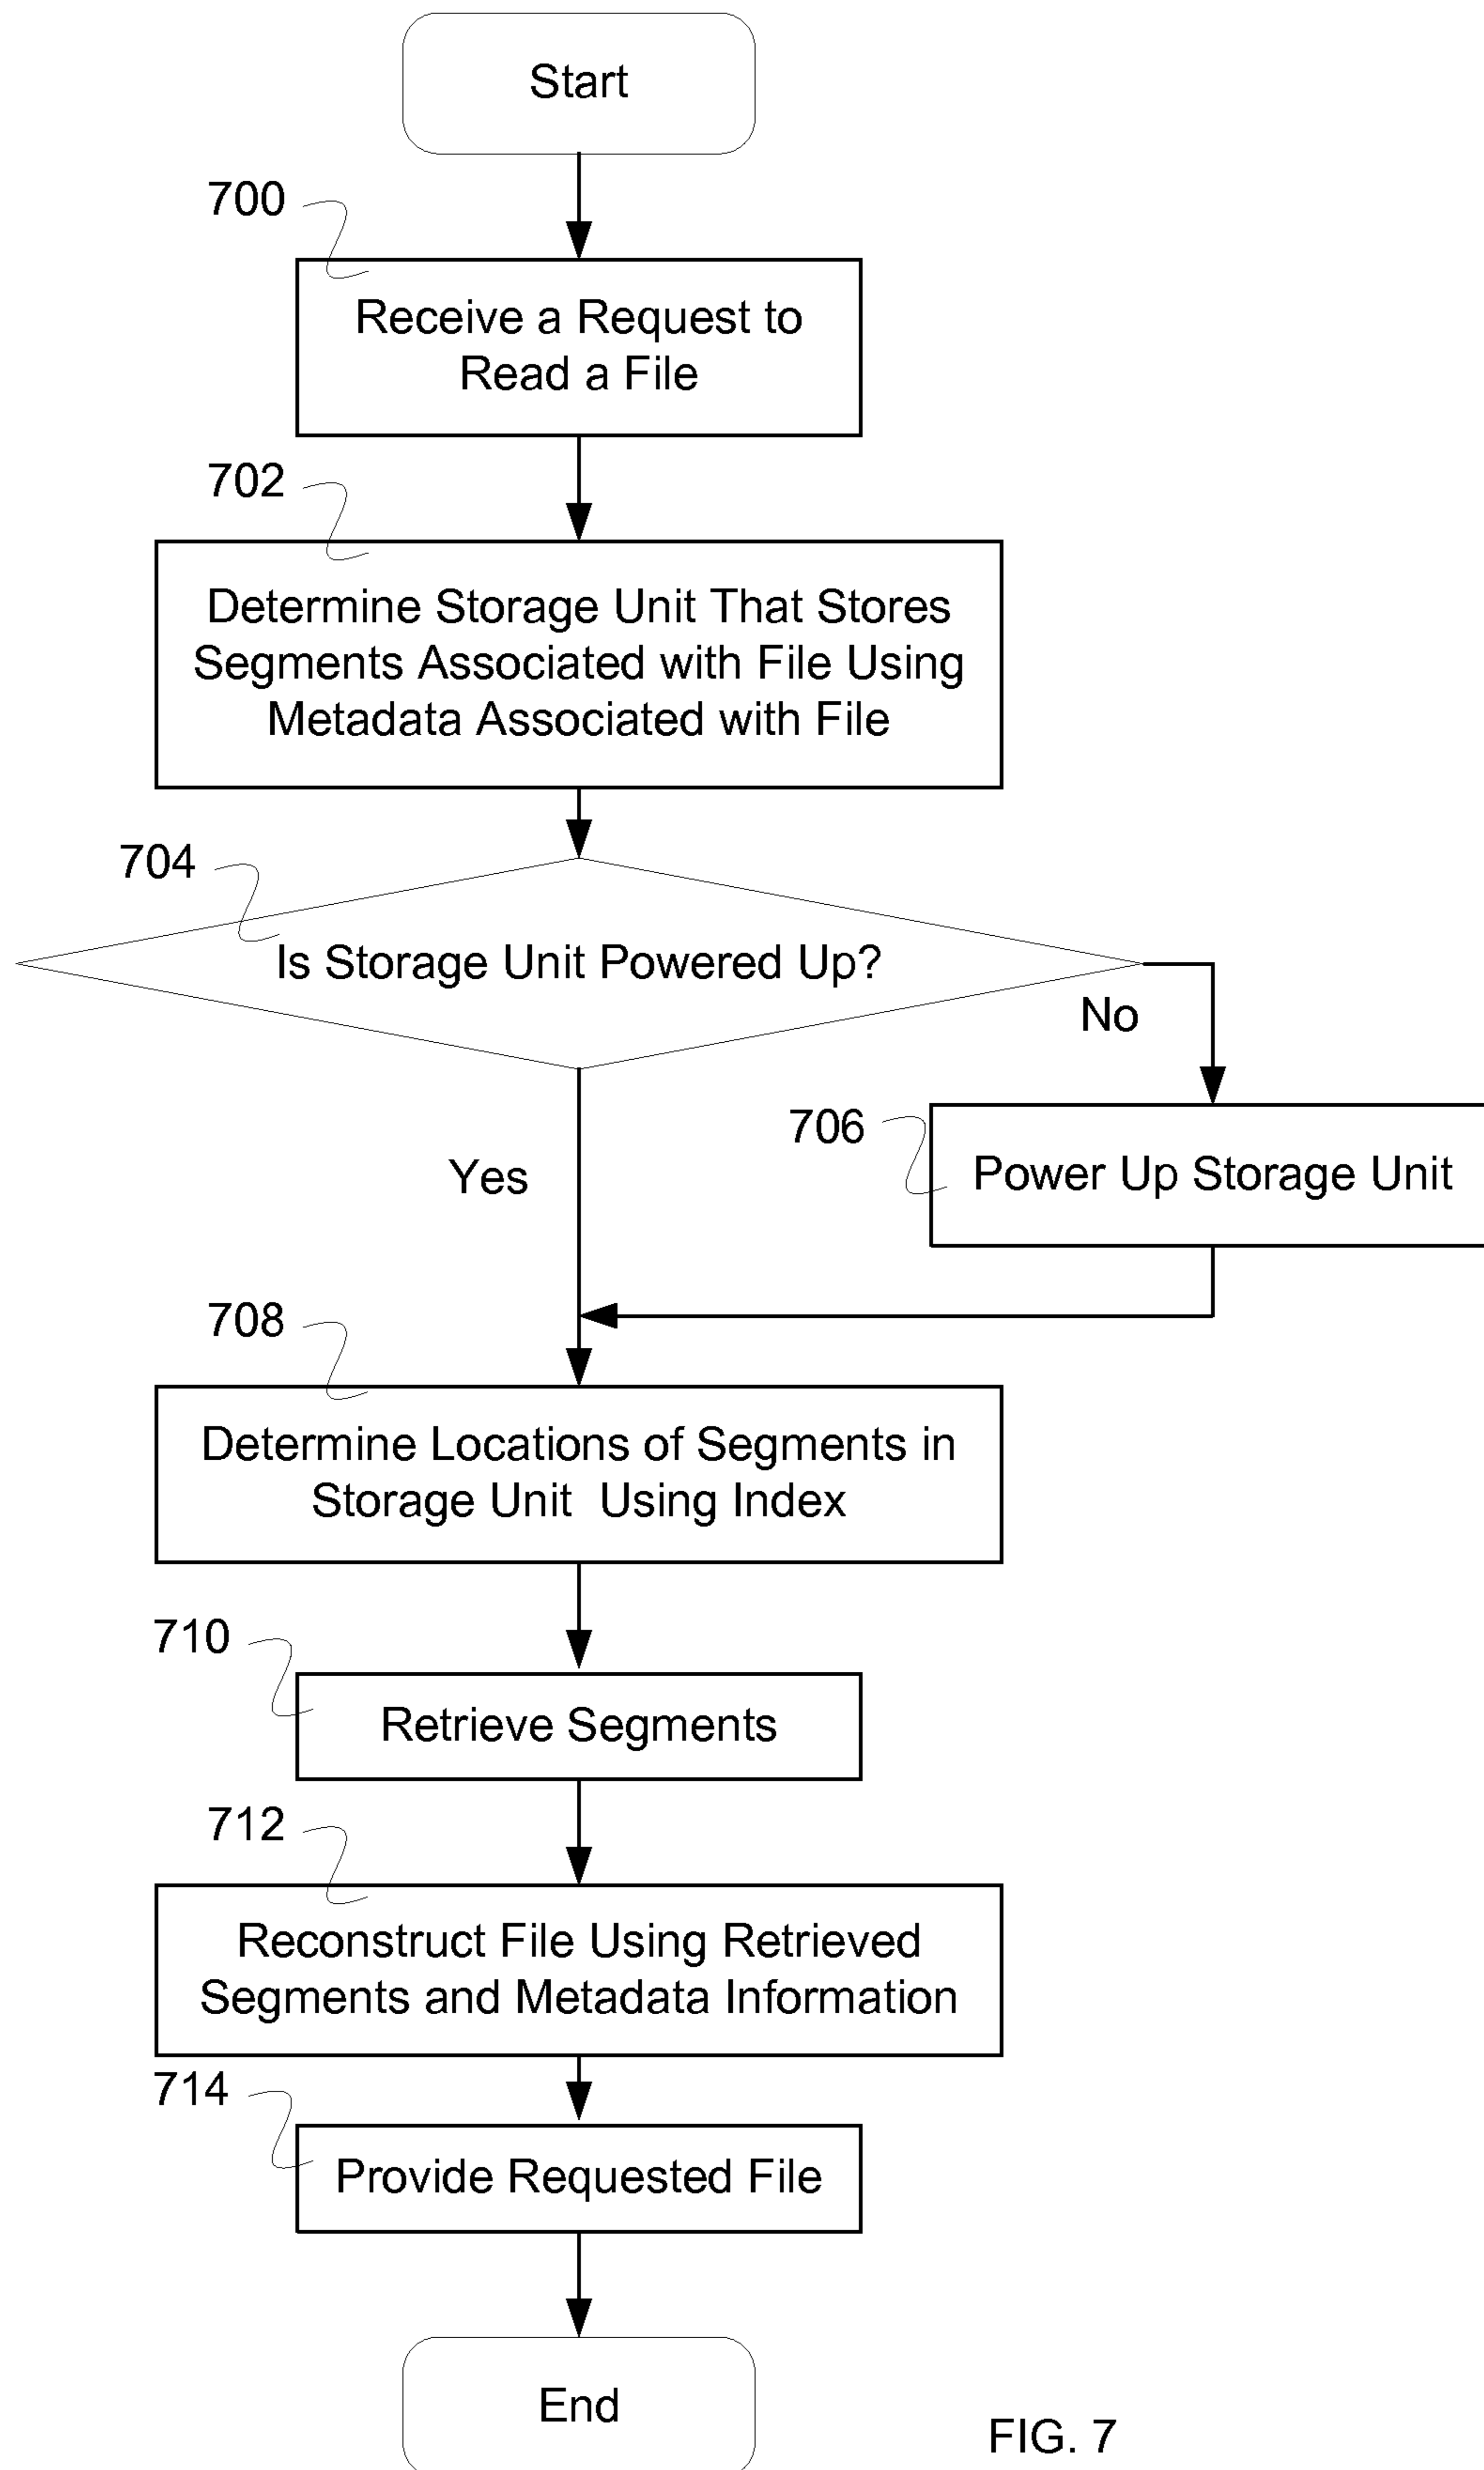 Start
700
Receive a Request to
Read a File
702
Determine Storage Unit That Stores
Segments Associated with File Using
Metadata Associated with File
704
Is Storage Unit Powered Up?
No
706
Power Up Storage Unit
Yes
708
Determine Locations of Segments in
Storage Unit Using Index
710
Retrieve Segments
712
Reconstruct File Using Retrieved
Segments and Metadata Information
714
Provide Requested File
End
FIG. 7